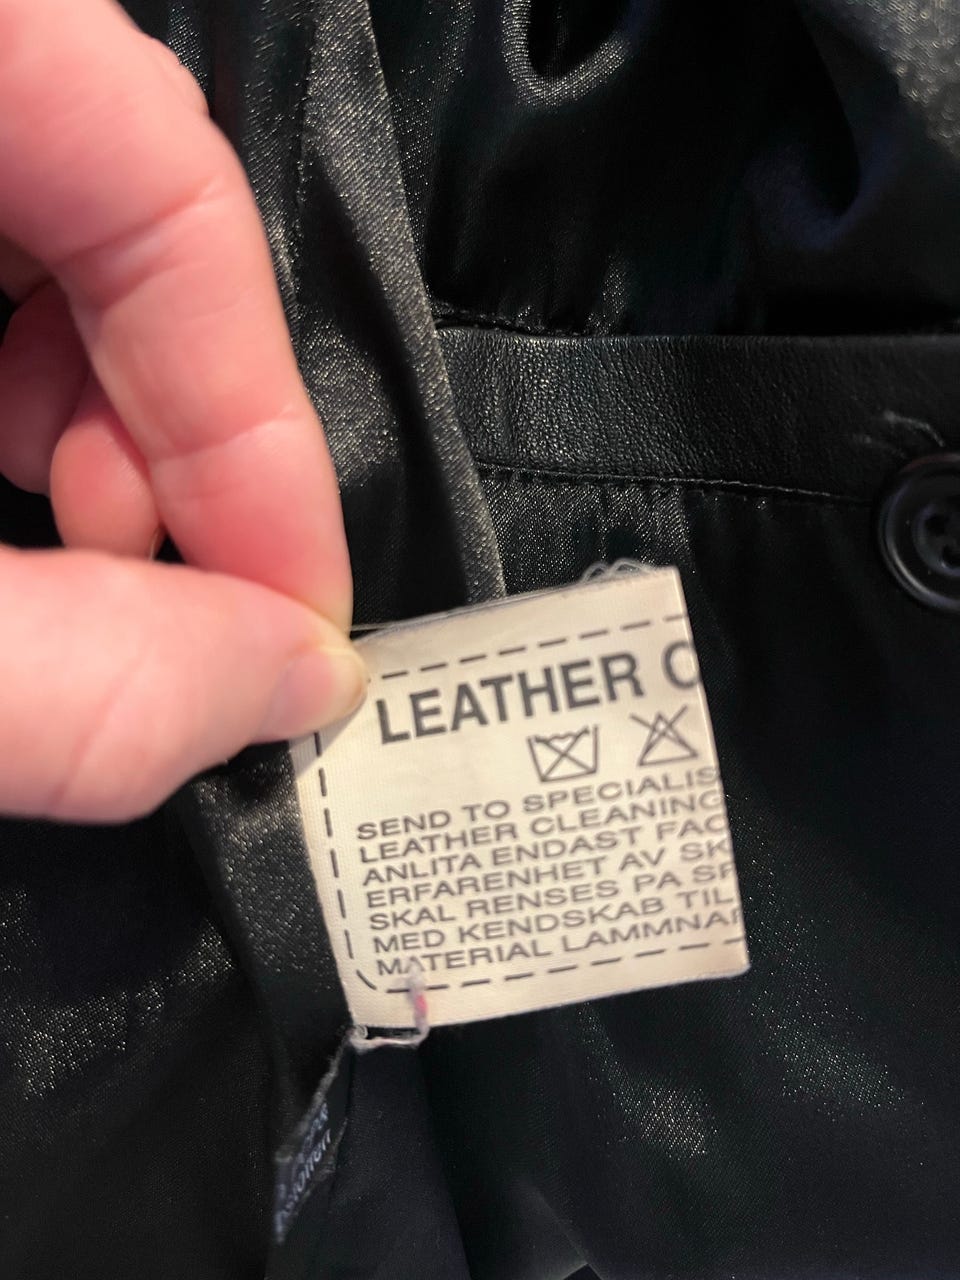 LEATHER C
SEND TO SPECIALIS
LEATHER CLEANING
ANLITA ENDAST FAC
ERFARENHET AV SK
SKAL RENSES PA SP
MED KENDSKAB TIL
MATERIAL LAMMNAR